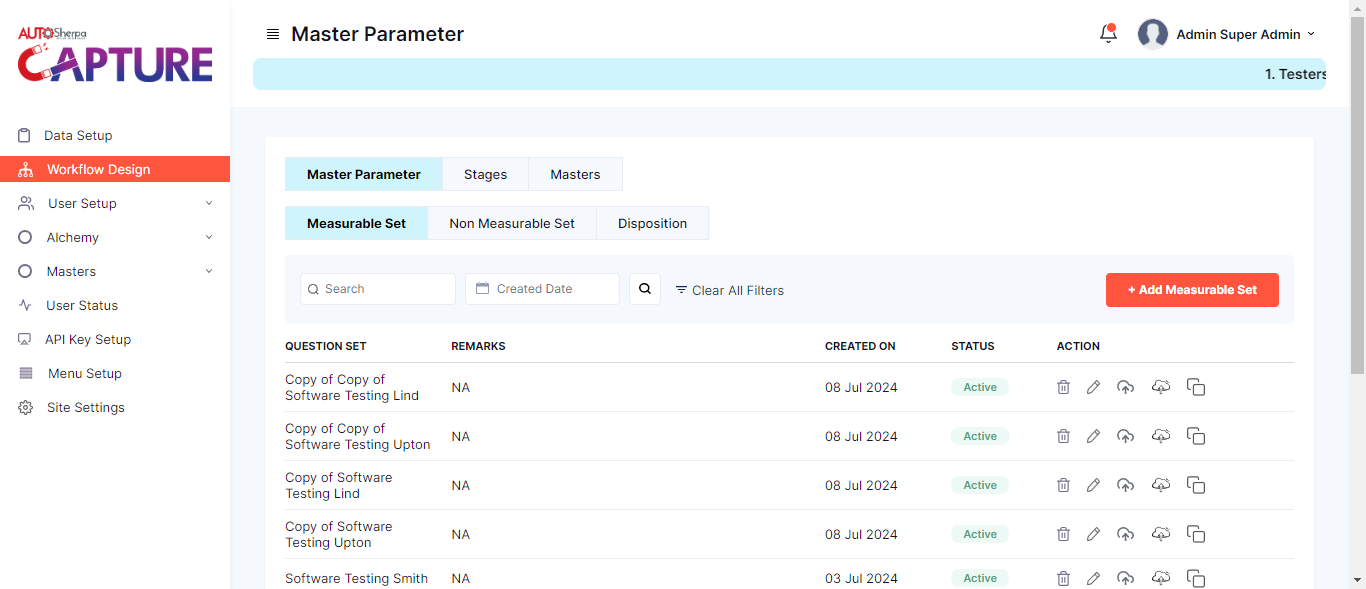 AUTOSherpa
CAPTURE
Master Parameter
Admin Super Admin
1. Testers
Data Setup
Workflow Design
User Setup
Alchemy
Masters
User Status
API Key Setup
Menu Setup
Site Settings
Master Parameter Stages Masters
Measurable Set Non Measurable Set Disposition
Search Created Date Clear All Filters + Add Measurable Set
QUESTION SET REMARKS CREATED ON STATUS ACTION
Copy of Copy of
Software Testing Lind NA 08 Jul 2024 Active
Copy of Copy of
Software Testing Upton NA 08 Jul 2024 Active
Copy of Software
Testing Lind NA 08 Jul 2024 Active
Copy of Software
Testing Upton NA 08 Jul 2024 Active
Software Testing Smith NA 03 Jul 2024 Active